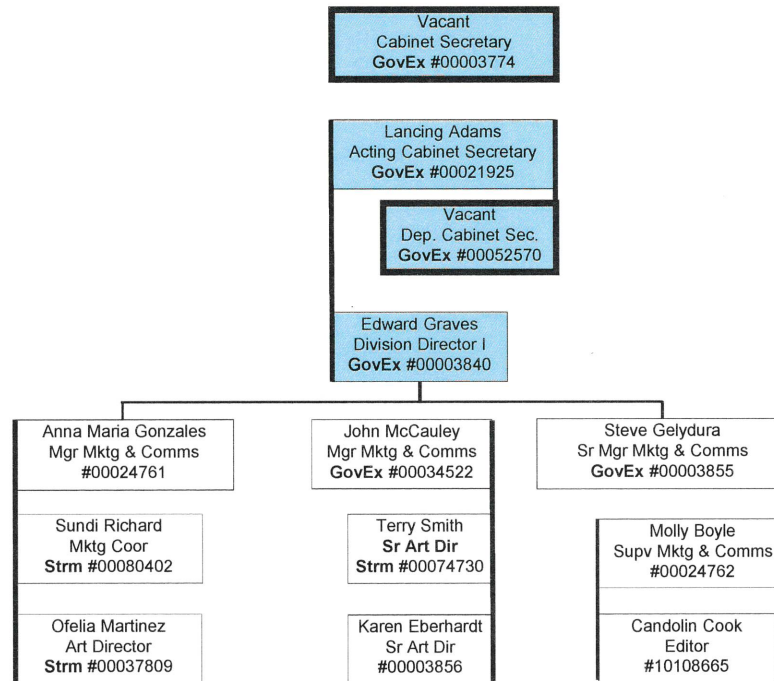 Vacant
Cabinet Secretary
GovEx #00003774
Lancing Adams
Acting Cabinet Secretary
GovEx #00021925
Vacant
Dep. Cabinet Sec.
GovEx #00052570
Edward Graves
Division Director I
GovEx #00003840
Anna Maria Gonzales
Mgr Mktg & Comms
#00024761
John McCauley
Mgr Mktg & Comms
GovEx #00034522
Steve Gelydura
Sr Mgr Mktg & Comms
GovEx #00003855
Sundi Richard
Mktg Coor
Strm #00080402
Terry Smith
Sr Art Dir
Strm #00074730
Molly Boyle
Supv Mktg & Comms
#00024762
Ofelia Martinez
Art Director
Strm #00037809
Karen Eberhardt
Sr Art Dir
#00003856
Candolin Cook
Editor
#10108665